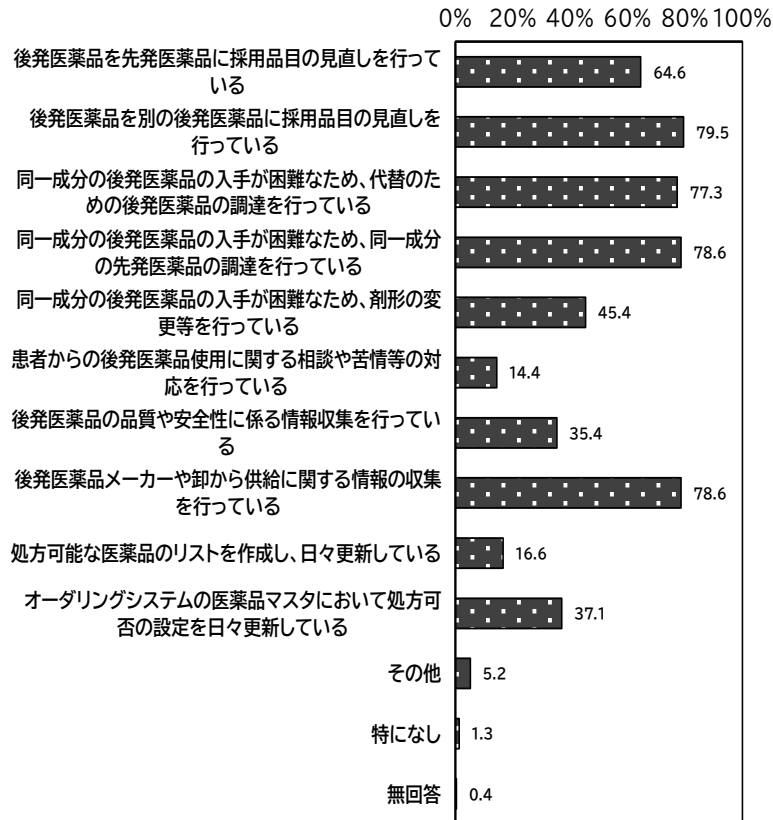 0% 20% 40% 60% 80% 100%
後発医薬品を先発医薬品に採用品目の見直しを行って
いる
64.6
後発医薬品を別の後発医薬品に採用品目の見直しを
行っている
79.5
同一成分の後発医薬品の入手が困難なため、代替のた
めの後発医薬品の調達を行っている
77.3
同一成分の後発医薬品の入手が困難なため、同一成分
の先発医薬品の調達を行っている
78.6
同一成分の後発医薬品の入手が困難なため、剤形の変
更等を行っている
45.4
患者からの後発医薬品使用に関する相談や苦情等の対
応を行っている
14.4
後発医薬品の品質や安全性に係る情報収集を行ってい
る
35.4
後発医薬品メーカーや卸から供給に関する情報の収集
を行っている
78.6
処方可能な医薬品のリストを作成し、日々更新している
16.6
オーダリングシステムの医薬品マスタにおいて処方可
否の設定を日々更新している
37.1
その他
5.2
特になし
1.3
無回答
0.4